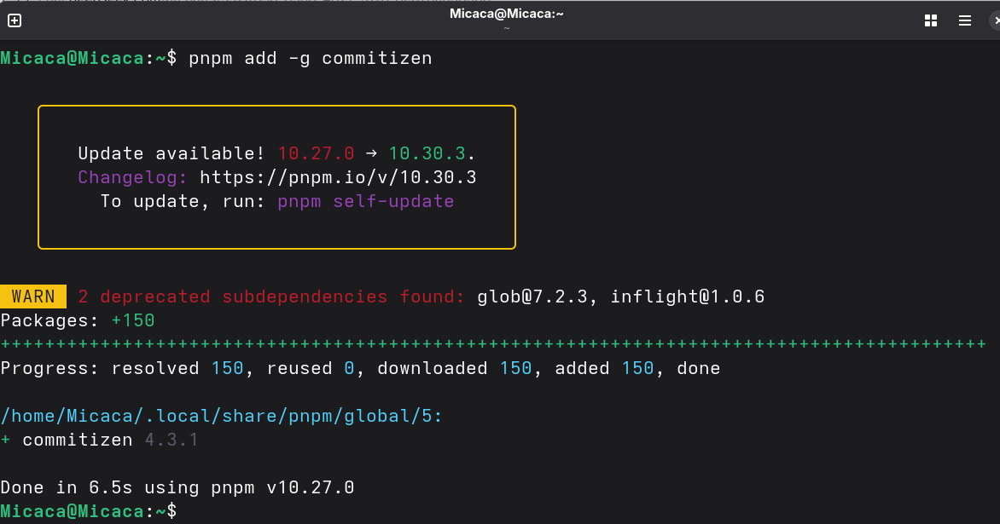 Micaca@Micaca:~
~
Micaca@Micaca:~$ pnpm add -g commitizen
Update available! 10.27.0 → 10.30.3.
Changelog: https://pnpm.io/v/10.30.3
To update, run: pnpm self-update
WARN 2 deprecated subdependencies found: glob@7.2.3, inflight@1.0.6
Packages: +150
+++++++++++++++++++++++++++++++++++++++++++++++++++++++++++++++++++++++++++++++++++++++++
Progress: resolved 150, reused 0, downloaded 150, added 150, done
/home/Micaca/.local/share/pnpm/global/5:
+ commitizen 4.3.1
Done in 6.5s using pnpm v10.27.0
Micaca@Micaca:~$